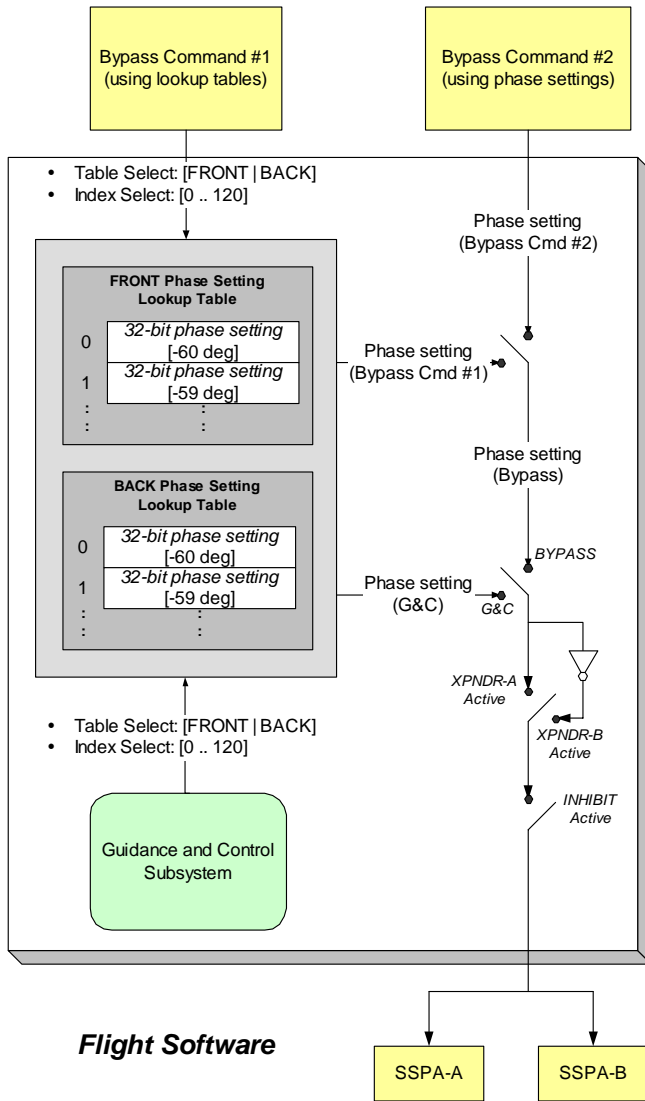 Bypass Command #1
(using lookup tables)
Bypass Command #2
(using phase settings)
• Table Select: [FRONT | BACK]
• Index Select: [0 .. 120]
Phase setting
(Bypass Cmd #2)
FRONT Phase Setting
Lookup Table
0
32-bit phase setting
[-60 deg]
1
32-bit phase setting
[-59 deg]
Phase setting
(Bypass Cmd #1)
Phase setting
(Bypass)
BACK Phase Setting
Lookup Table
0
32-bit phase setting
[-60 deg]
1
32-bit phase setting
[-59 deg]
Phase setting
(G&C)
BYPASS
G&C
XPNDR-A
Active
XPNDR-B
Active
• Table Select: [FRONT | BACK]
• Index Select: [0 .. 120]
INHIBIT
Active
Guidance and Control
Subsystem
Flight Software
SSPA-A
SSPA-B